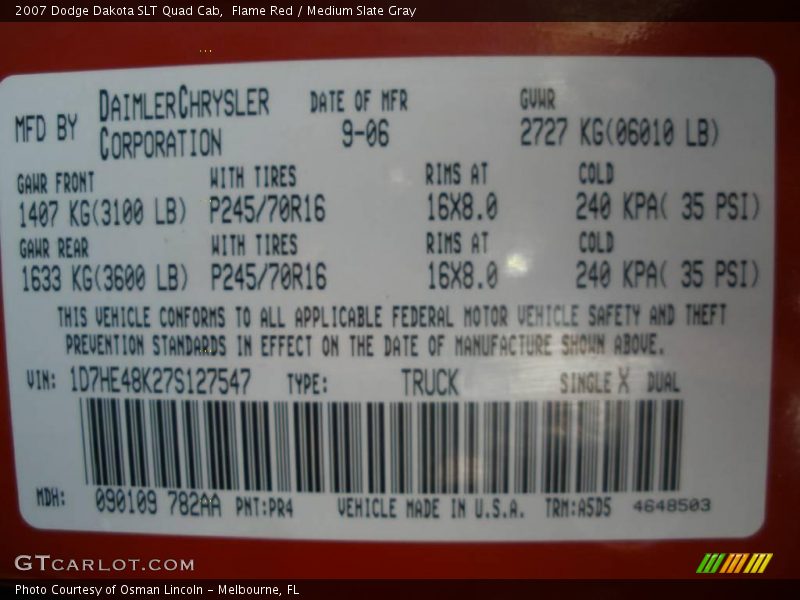 2007 Dodge Dakota SLT Quad Cab,  Flame Red / Medium Slate Gray
MFD BY DAIMLERCHRYSLER CORPORATION DATE OF MFR 9-06 GVWR 2727 KG(06010 LB)
GAWR FRONT WITH TIRES RIMS AT COLD
1407 KG(3100 LB) P245/70R16 16X8.0 240 KPA( 35 PSI)
GAWR REAR WITH TIRES RIMS AT COLD
1633 KG(3600 LB) P245/70R16 16X8.0 240 KPA( 35 PSI)
THIS VEHICLE CONFORMS TO ALL APPLICABLE FEDERAL MOTOR VEHICLE SAFETY AND THEFT
PREVENTION STANDARDS IN EFFECT ON THE DATE OF MANUFACTURE SHOWN ABOVE.
VIN: 1D7HE48K27S127547 TYPE: TRUCK SINGLE X DUAL
MDH: 090109 782AA PNT:PR4 VEHICLE MADE IN U.S.A. TRM:A5D5 4648503
GTCARLOT.COM
Photo Courtesy of Osman Lincoln - Melbourne, FL